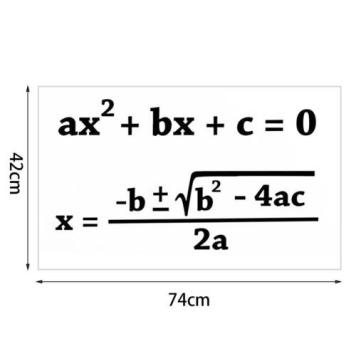 ax² + bx + c = 0
x = -b ± √b² - 4ac
2a
42cm
74cm